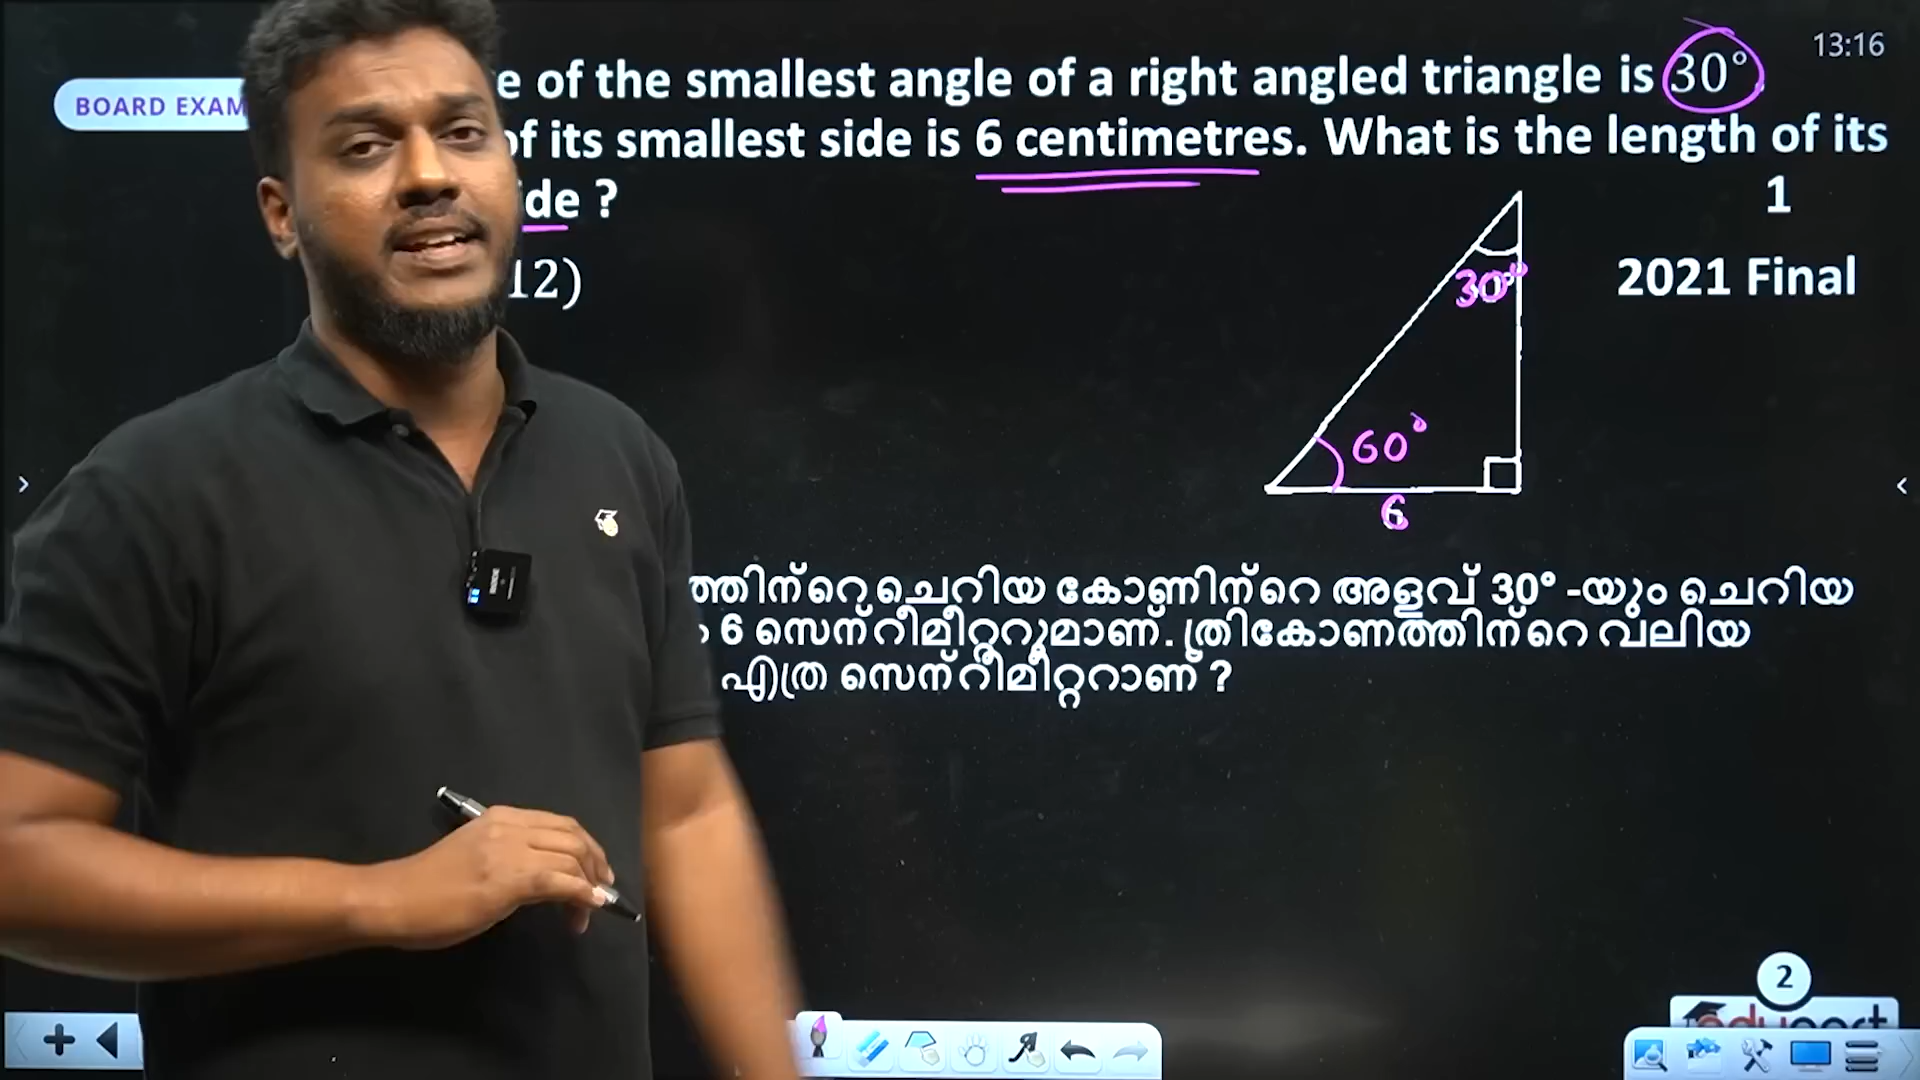 BOARD EXAM
13:16
of the smallest angle of a right angled triangle is 30°
of its smallest side is 6 centimetres. What is the length of its
?
1
12)
2021 Final
30°
60°
6
ചെറിയ കോണിന്റെ അളവ് 30° -യും ചെറിയ
6 സെന്റീമീറ്ററുമാണ്. ത്രികോണത്തിന്റെ വലിയ
എത്ര സെന്റീമീറ്ററാണ് ?
2